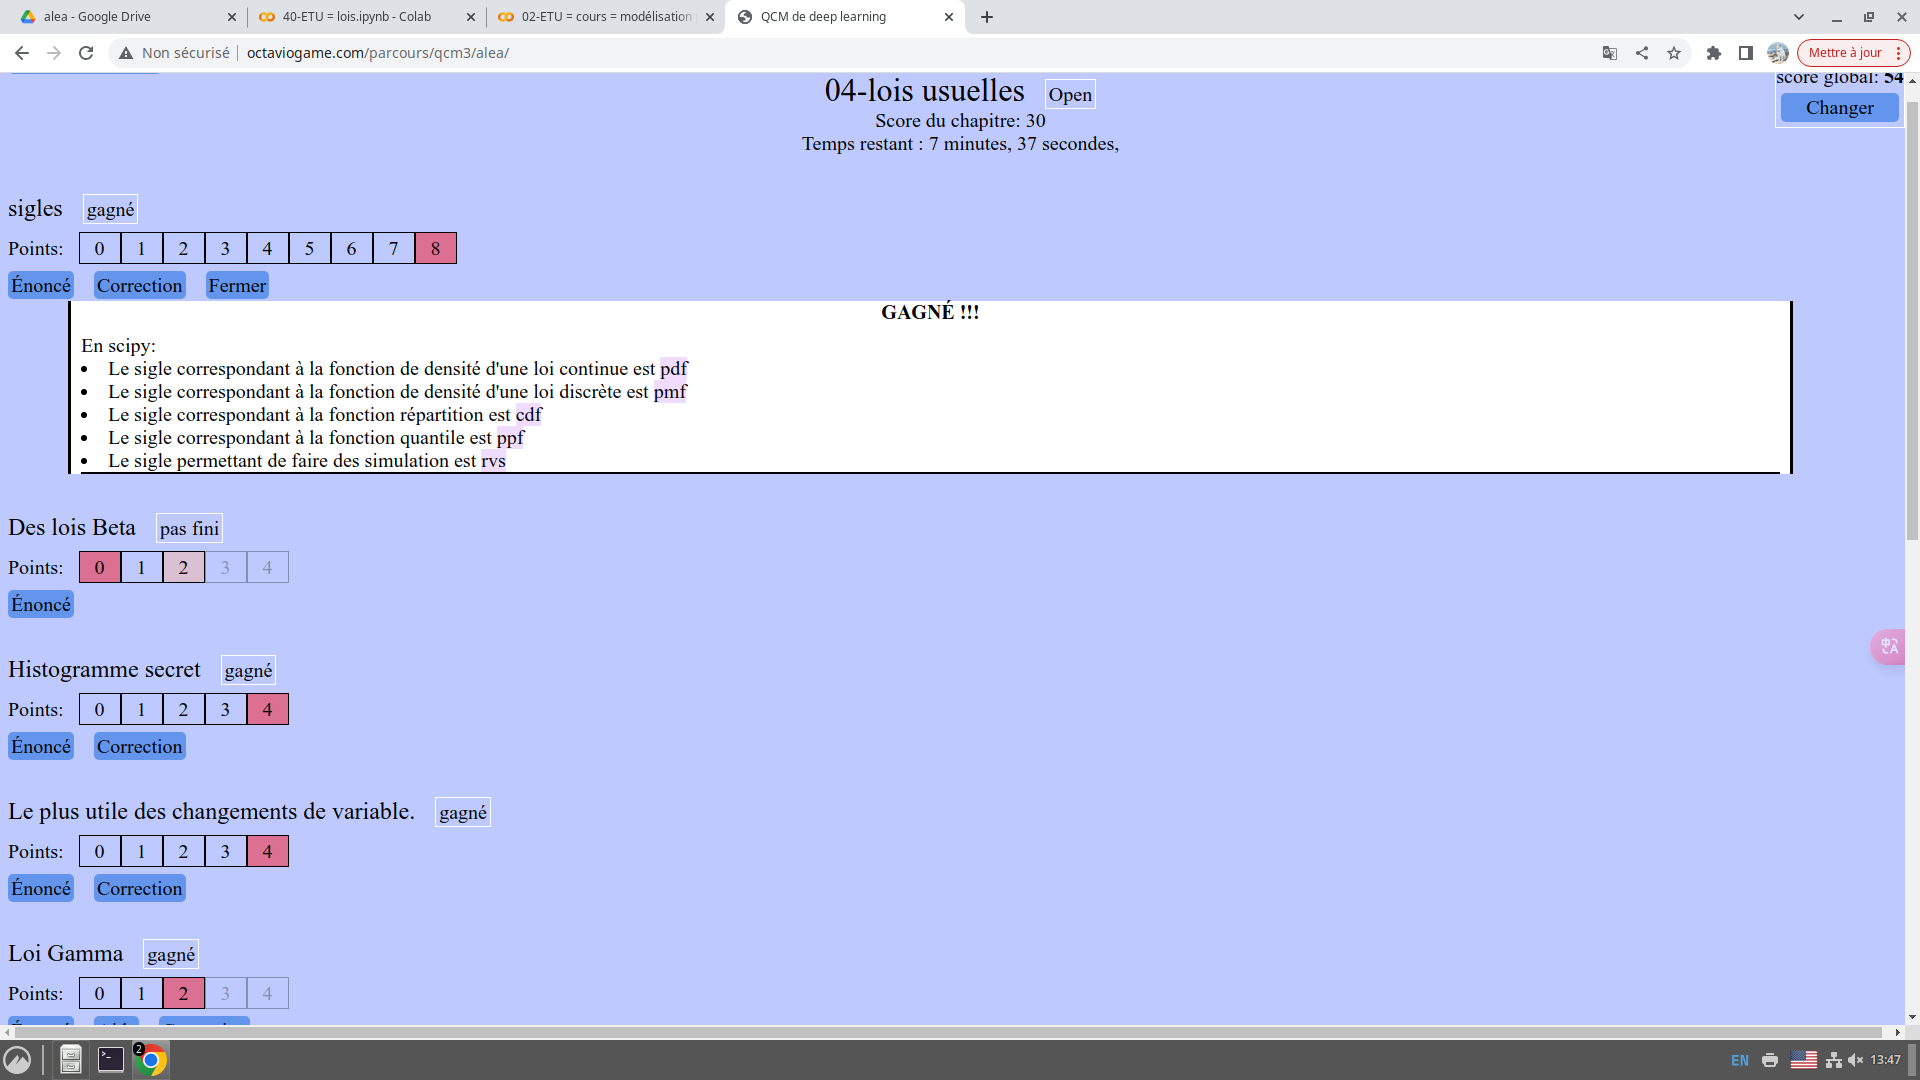 alea - Google Drive
40-ETU = lois.ipynb - Colab
02-ETU = cours = modélisation
QCM de deep learning
Non sécurisé
octaviogame.com/parcours/qcm3/alea/
Mettre à jour
04-lois usuelles
Open
score global: 54
Changer
Score du chapitre: 30
Temps restant : 7 minutes, 37 secondes,
sigles
gagné
Points: 0 1 2 3 4 5 6 7 8
Énoncé
Correction
Fermer
GAGNÉ !!!
En scipy:
• Le sigle correspondant à la fonction de densité d'une loi continue est pdf
• Le sigle correspondant à la fonction de densité d'une loi discrète est pmf
• Le sigle correspondant à la fonction répartition est cdf
• Le sigle correspondant à la fonction quantile est ppf
• Le sigle permettant de faire des simulation est rvs
Des lois Beta
pas fini
Points: 0 1 2 3 4
Énoncé
Histogramme secret
gagné
Points: 0 1 2 3 4
Énoncé
Correction
Le plus utile des changements de variable.
gagné
Points: 0 1 2 3 4
Énoncé
Correction
Loi Gamma
gagné
Points: 0 1 2 3 4
2
EN
13:47